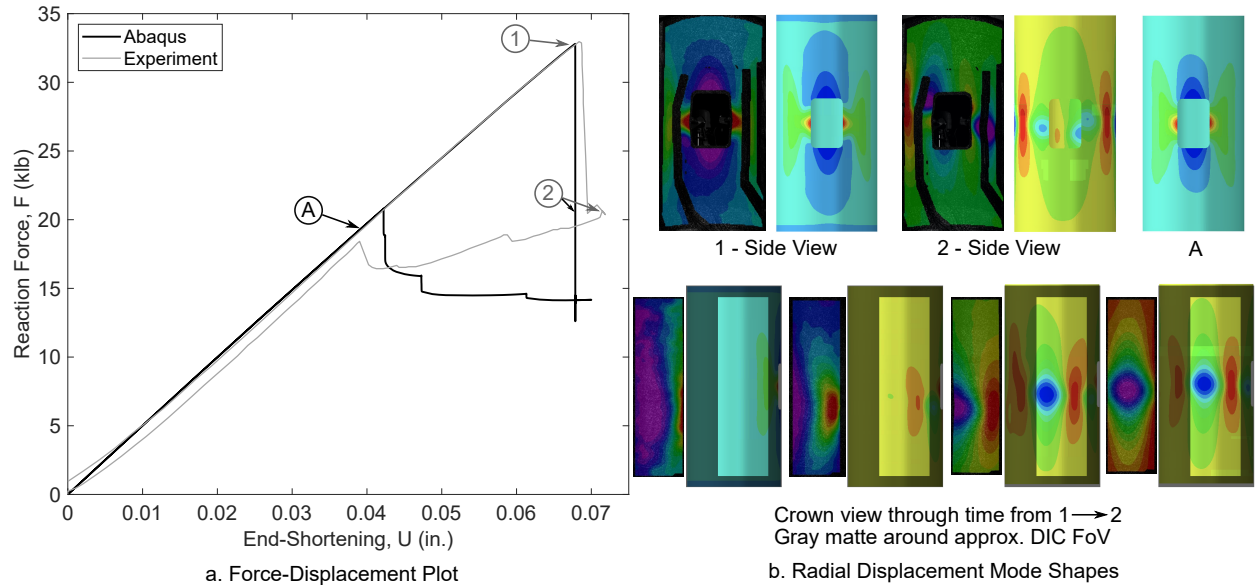 35
30
25
20
15
10
5
0
Reaction Force, F (klb)
Abaqus
Experiment
1
A
2
0
0.01
0.02
0.03
0.04
0.05
0.06
0.07
End-Shortening, U (in.)
a. Force-Displacement Plot
1 - Side View
2 - Side View
A
Crown view through time from 1⟶2
Gray matte around approx. DIC FoV
b. Radial Displacement Mode Shapes